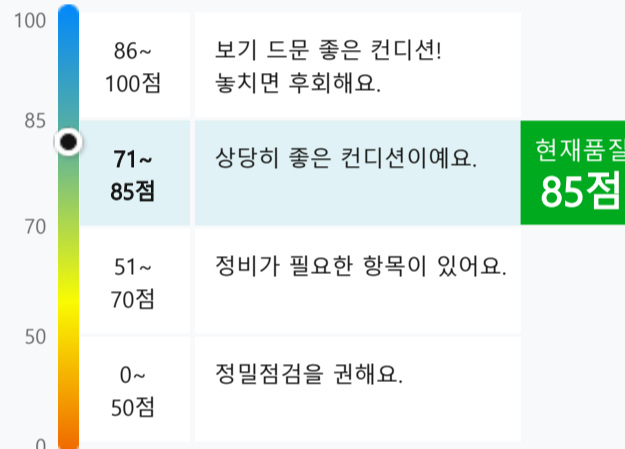 100
86~
100점
보기 드문 좋은 컨디션!
놓치면 후회해요.
85
71~
85점
상당히 좋은 컨디션이예요.
현재품질
85점
70
51~
70점
정비가 필요한 항목이 있어요.
50
0~
50점
정밀점검을 권해요.
0